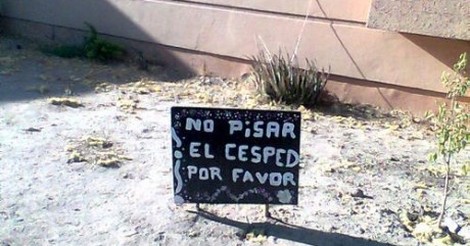 NO PiSAR
EL CESPED
POR FAVOR